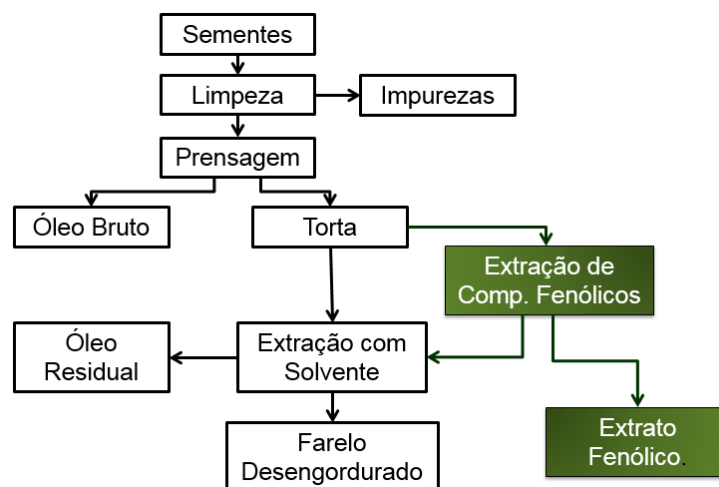 Sementes
Limpeza
Impurezas
Prensagem
Óleo Bruto
Torta
Extração de
Comp. Fenólicos
Óleo
Residual
Extração com
Solvente
Extrato
Fenólico.
Farelo
Desengordurado